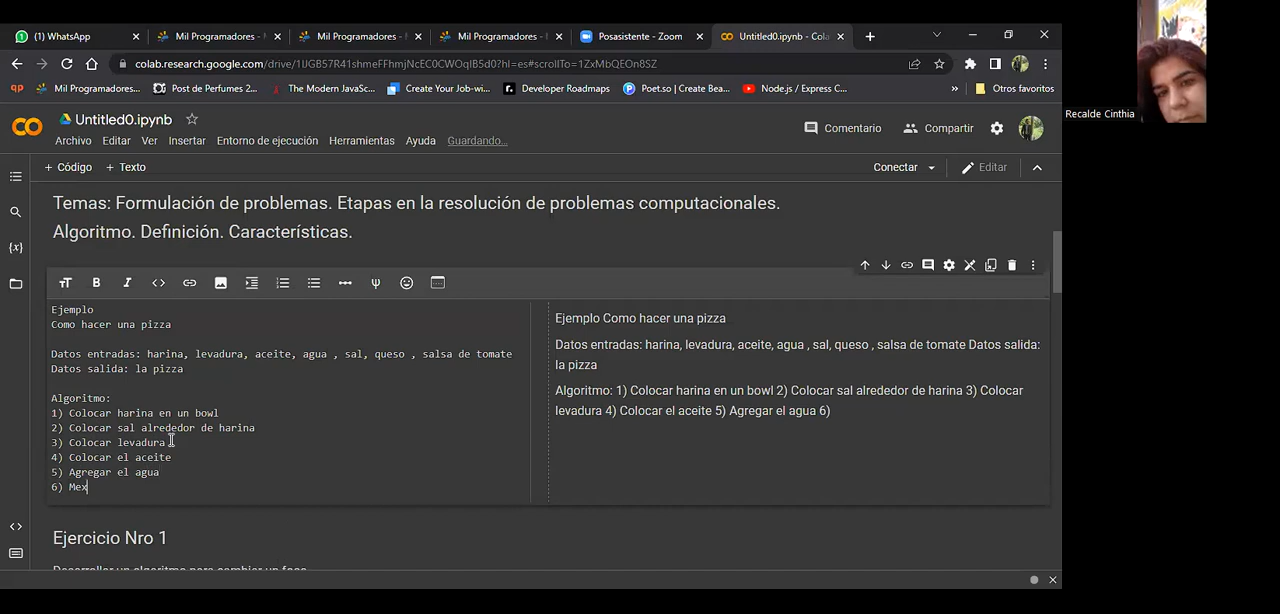 (1) WhatsApp
Mil Programadores -
Mil Programadores -
Mil Programadores -
Posasistente - Zoom
Untitled0.ipynb - Cola
colab.research.google.com/drive/1IJGB57R41shmeFFhmjNcEC0CWOqIB5d0?hl=es#scrollTo=1ZxMbQEOn8SZ
qp
Mil Programadores...
Post de Perfumes 2...
The Modern JavaSc...
Create Your Job-wi...
Developer Roadmaps
Poet.so | Create Bea...
Node.js / Express C...
»
Otros favoritos
Recalde Cinthia
Untitled0.ipynb
Archivo Editar Ver Insertar Entorno de ejecución Herramientas Ayuda Guardando...
Comentario
Compartir
+ Código + Texto
Conectar
Editar
Temas: Formulación de problemas. Etapas en la resolución de problemas computacionales.
Algoritmo. Definición. Características.
Ejemplo
Como hacer una pizza
Datos entradas: harina, levadura, aceite, agua , sal, queso , salsa de tomate
Datos salida: la pizza
Algoritmo:
1) Colocar harina en un bowl
2) Colocar sal alrededor de harina
3) Colocar levadura
4) Colocar el aceite
5) Agregar el agua
6) Mex
Ejemplo Como hacer una pizza
Datos entradas: harina, levadura, aceite, agua , sal, queso , salsa de tomate Datos salida:
la pizza
Algoritmo: 1) Colocar harina en un bowl 2) Colocar sal alrededor de harina 3) Colocar
levadura 4) Colocar el aceite 5) Agregar el agua 6)
Ejercicio Nro 1
Desarrollar un algoritmo para cambiar un foco